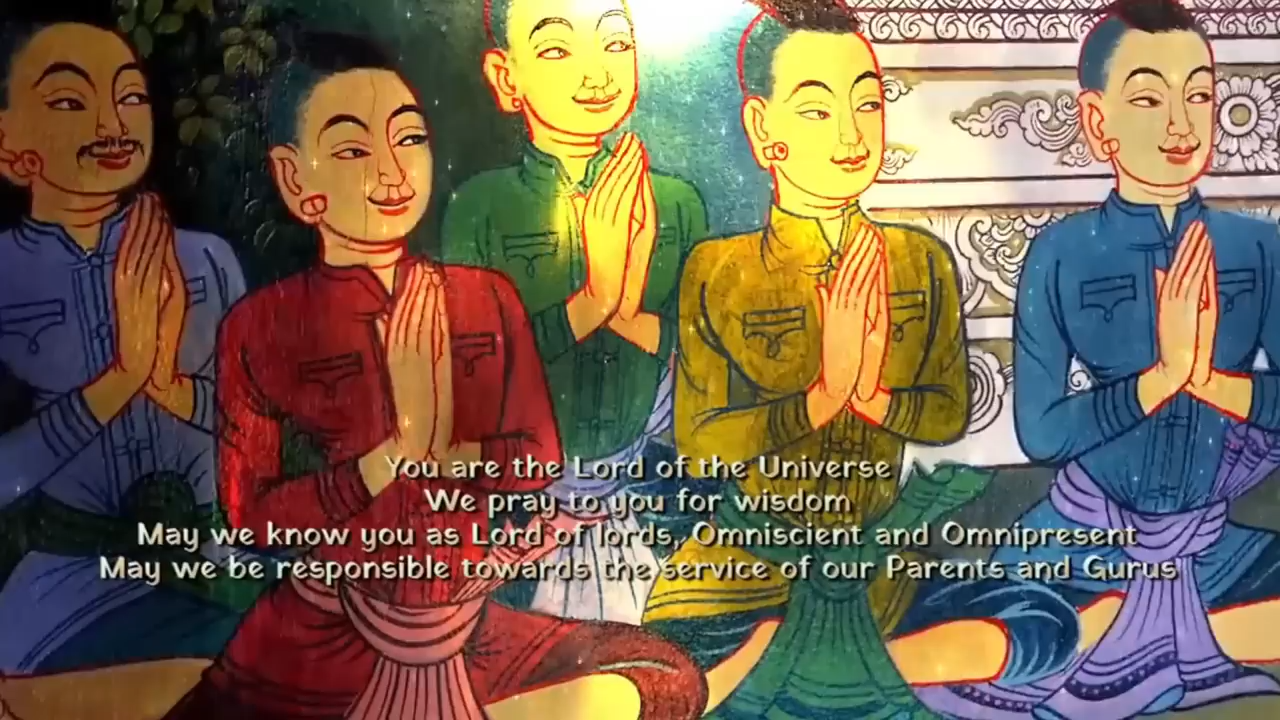 You are the Lord of the Universe
We pray to you for wisdom
May we know you as Lord of lords, Omniscient and Omnipresent
May we be responsible towards the service of our Parents and Gurus